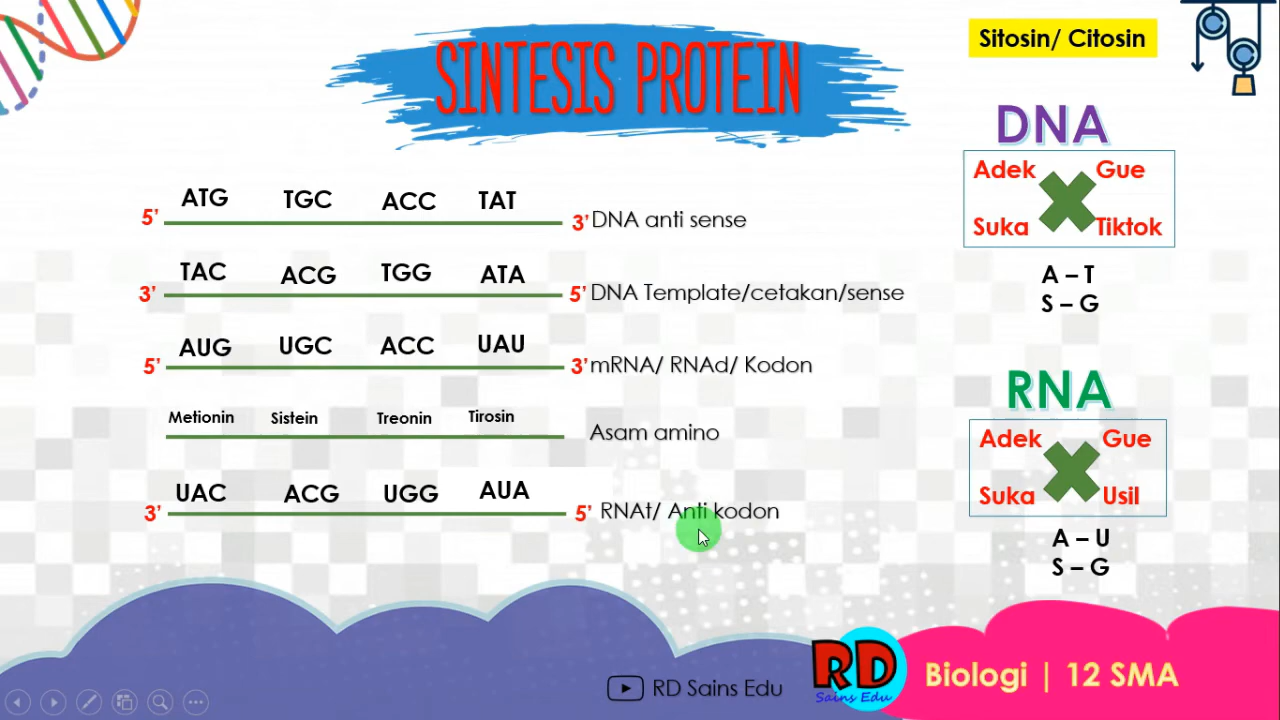 SINTESIS PROTEIN
Sitosin/ Citosin
5’ ATG TGC ACC TAT 3’ DNA anti sense
3’ TAC ACG TGG ATA 5’ DNA Template/cetakan/sense
5’ AUG UGC ACC UAU 3’ mRNA/ RNAd/ Kodon
Metionin Sistein Treonin Tirosin Asam amino
3’ UAC ACG UGG AUA 5’ RNAt/ Anti kodon
DNA
Adek Gue
Suka Tiktok
A – T
S – G
RNA
Adek Gue
Suka Usil
A – U
S – G
RD Sains Edu
RD
Sains Edu
Biologi | 12 SMA